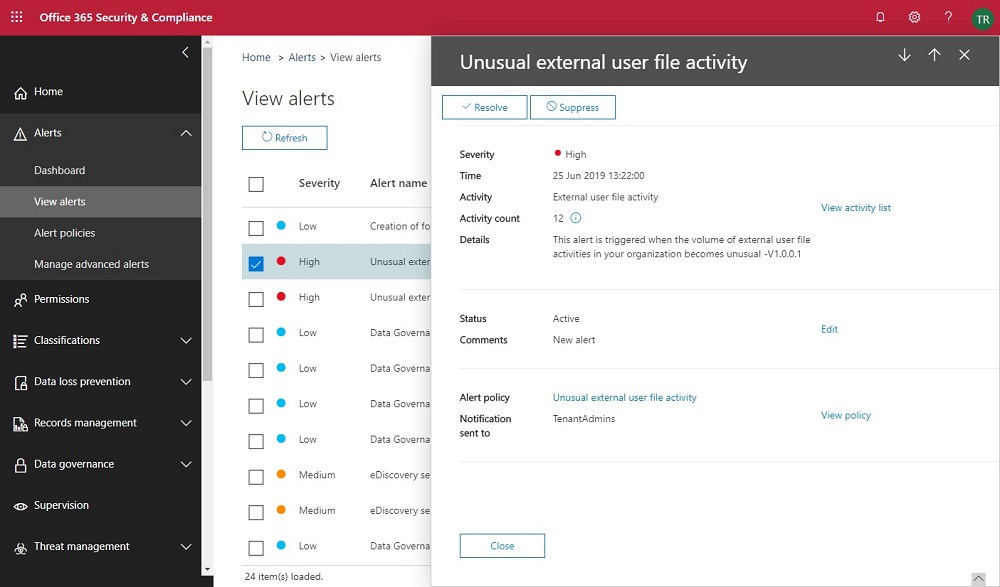 Office 365 Security & Compliance
TR
Home
Alerts
Dashboard
View alerts
Alert policies
Manage advanced alerts
Permissions
Classifications
Data loss prevention
Records management
Data governance
Supervision
Threat management
Home > Alerts > View alerts
View alerts
Refresh
Severity Alert name
Low Creation of fo
High Unusual exter
High Unusual exter
Low Data Governa
Low Data Governa
Low Data Governa
Low Data Governa
Medium eDiscovery se
Medium eDiscovery se
Low Data Governa
24 item(s) loaded.
Unusual external user file activity
Resolve Suppress
Severity High
Time 25 Jun 2019 13:22:00
Activity External user file activity
View activity list
Activity count 12
Details This alert is triggered when the volume of external user file
activities in your organization becomes unusual -V1.0.0.1
Status Active
Edit
Comments New alert
Alert policy Unusual external user file activity
View policy
Notification TenantAdmins
sent to
Close